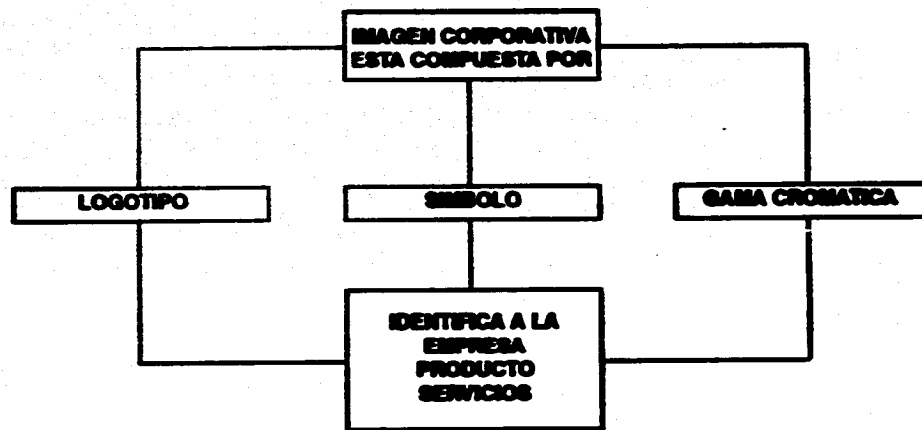 IMAGEN CORPORATIVA
ESTA COMPUESTA POR
LOGOTIPO
SIMBOLO
GAMA CROMATICA
IDENTIFICA A LA
EMPRESA
PRODUCTO
SERVICIOS